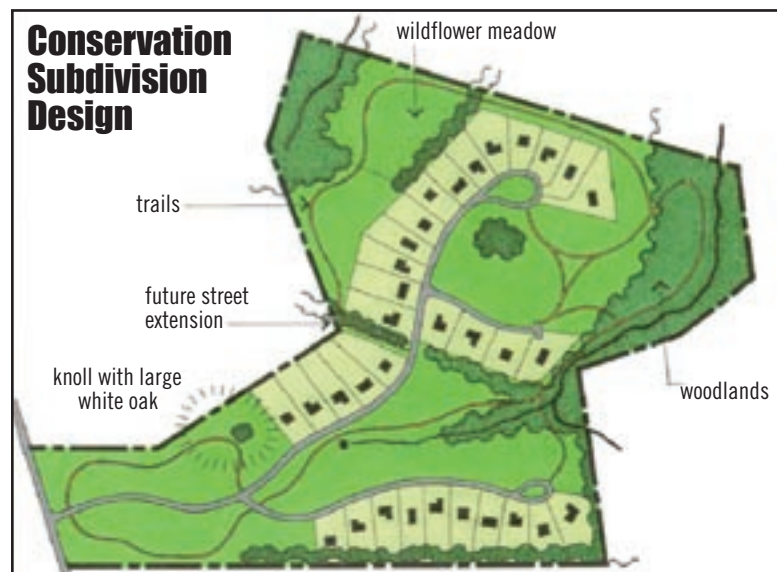 Conservation
Subdivision
Design
wildflower meadow
trails
future street
extension
knoll with large
white oak
woodlands